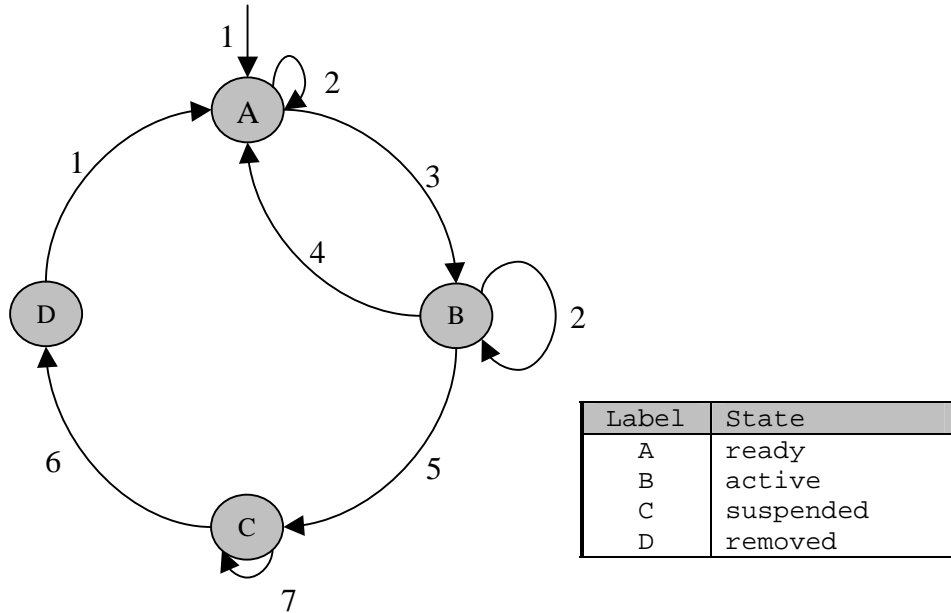 1
2
A
1
3
4
D
B
2
6
5
C
7
Label State
A ready
B active
C suspended
D removed